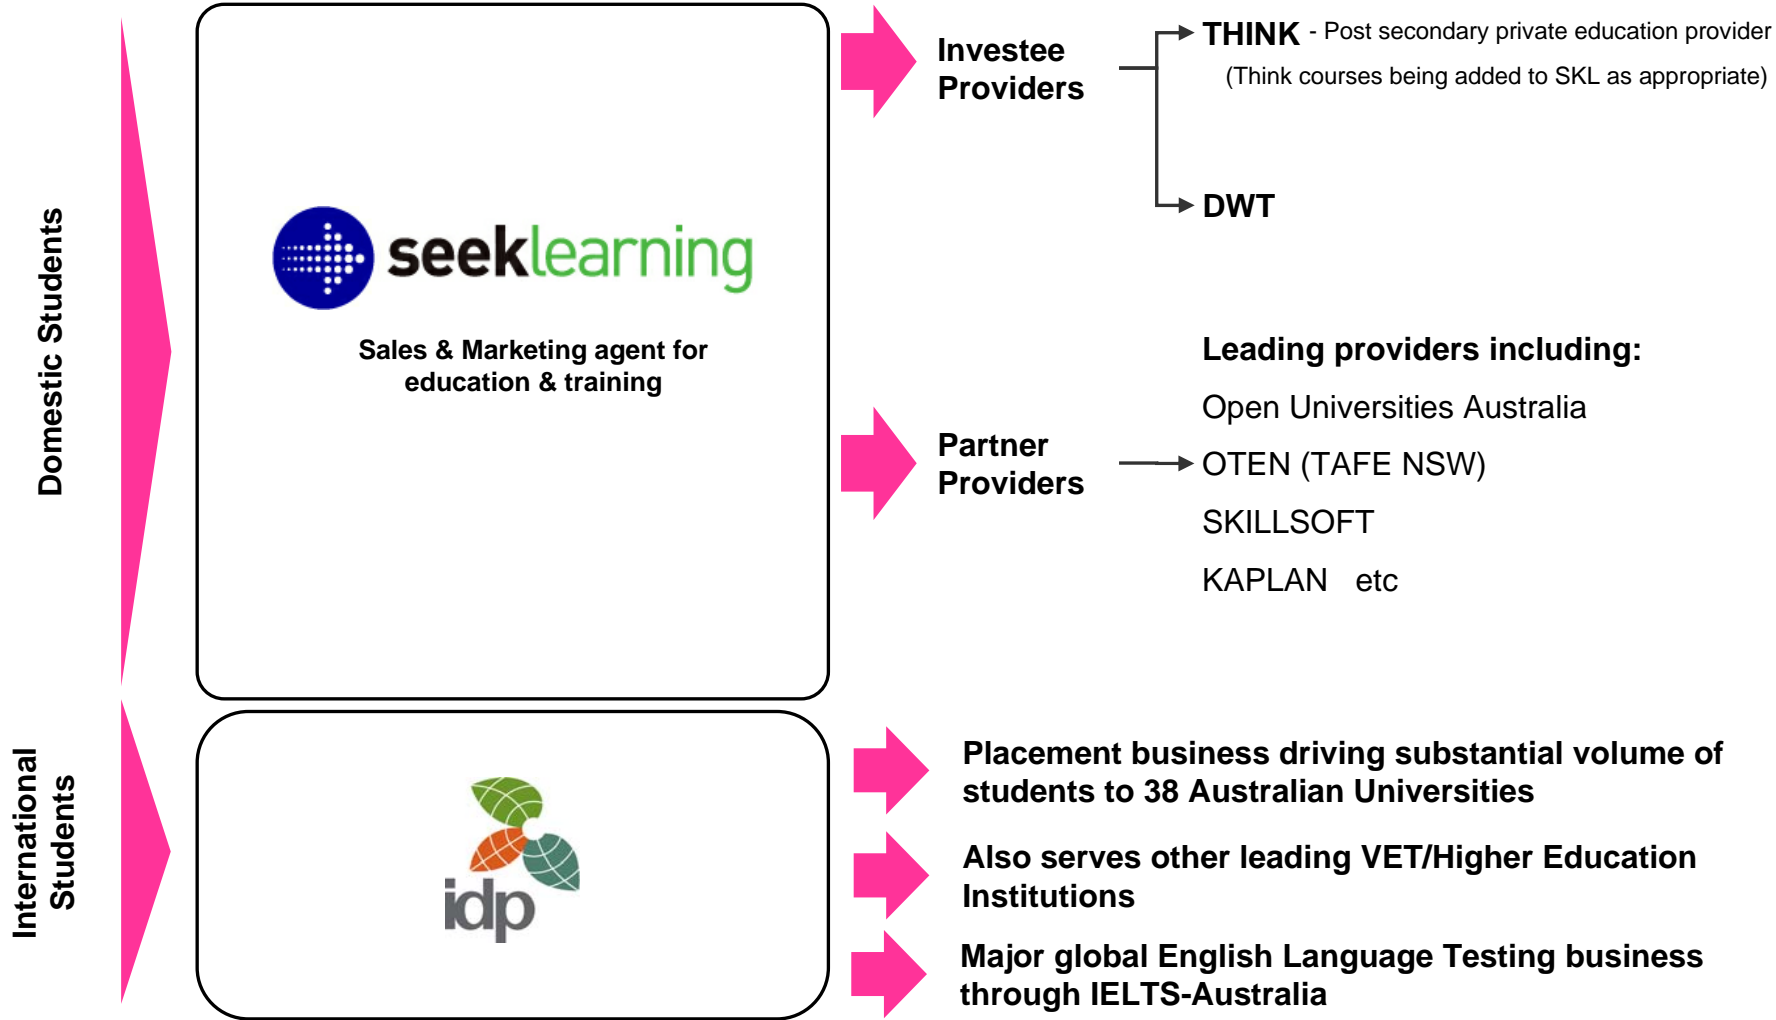 Domestic Students
seeklearning
Sales & Marketing agent for
education & training
Investee
Providers
THINK - Post secondary private education provider
(Think courses being added to SKL as appropriate)
DWT
Partner
Providers
Leading providers including:
Open Universities Australia
OTEN (TAFE NSW)
SKILLSOFT
KAPLAN etc
International
Students
idp
Placement business driving substantial volume of
students to 38 Australian Universities
Also serves other leading VET/Higher Education
Institutions
Major global English Language Testing business
through IELTS-Australia